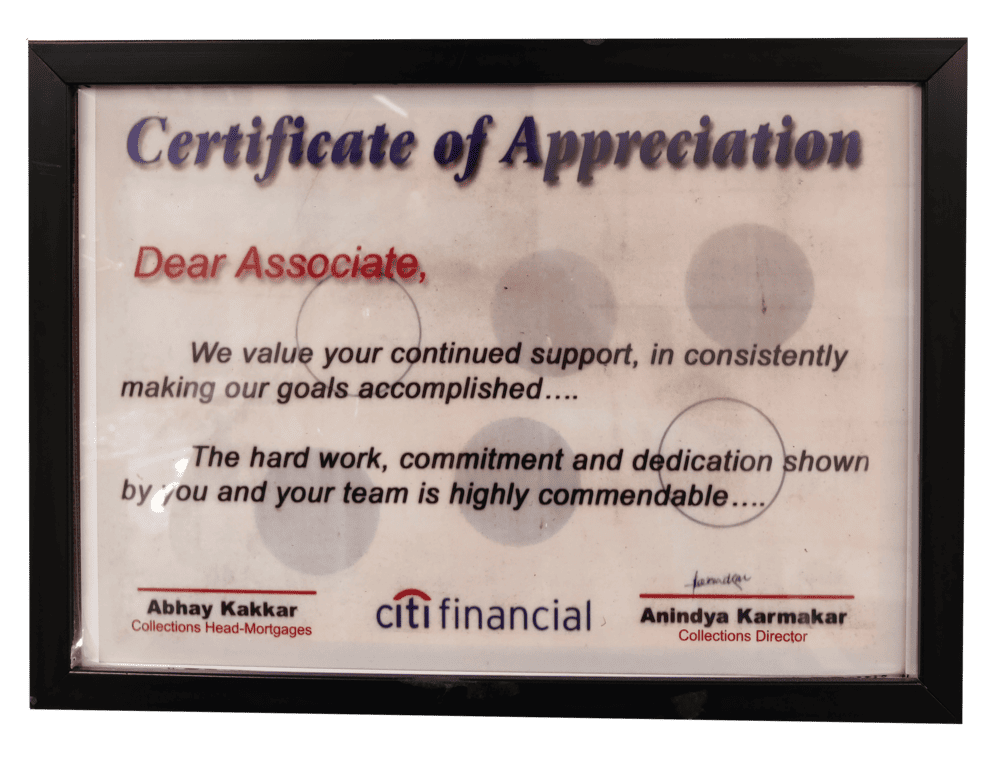 Certificate of Appreciation
Dear Associate,
We value your continued support, in consistently
making our goals accomplished....
The hard work, commitment and dedication shown
by you and your team is highly commendable....
Abhay Kakkar
Collections Head-Mortgages
citi financial
Anindya Karmakar
Collections Director